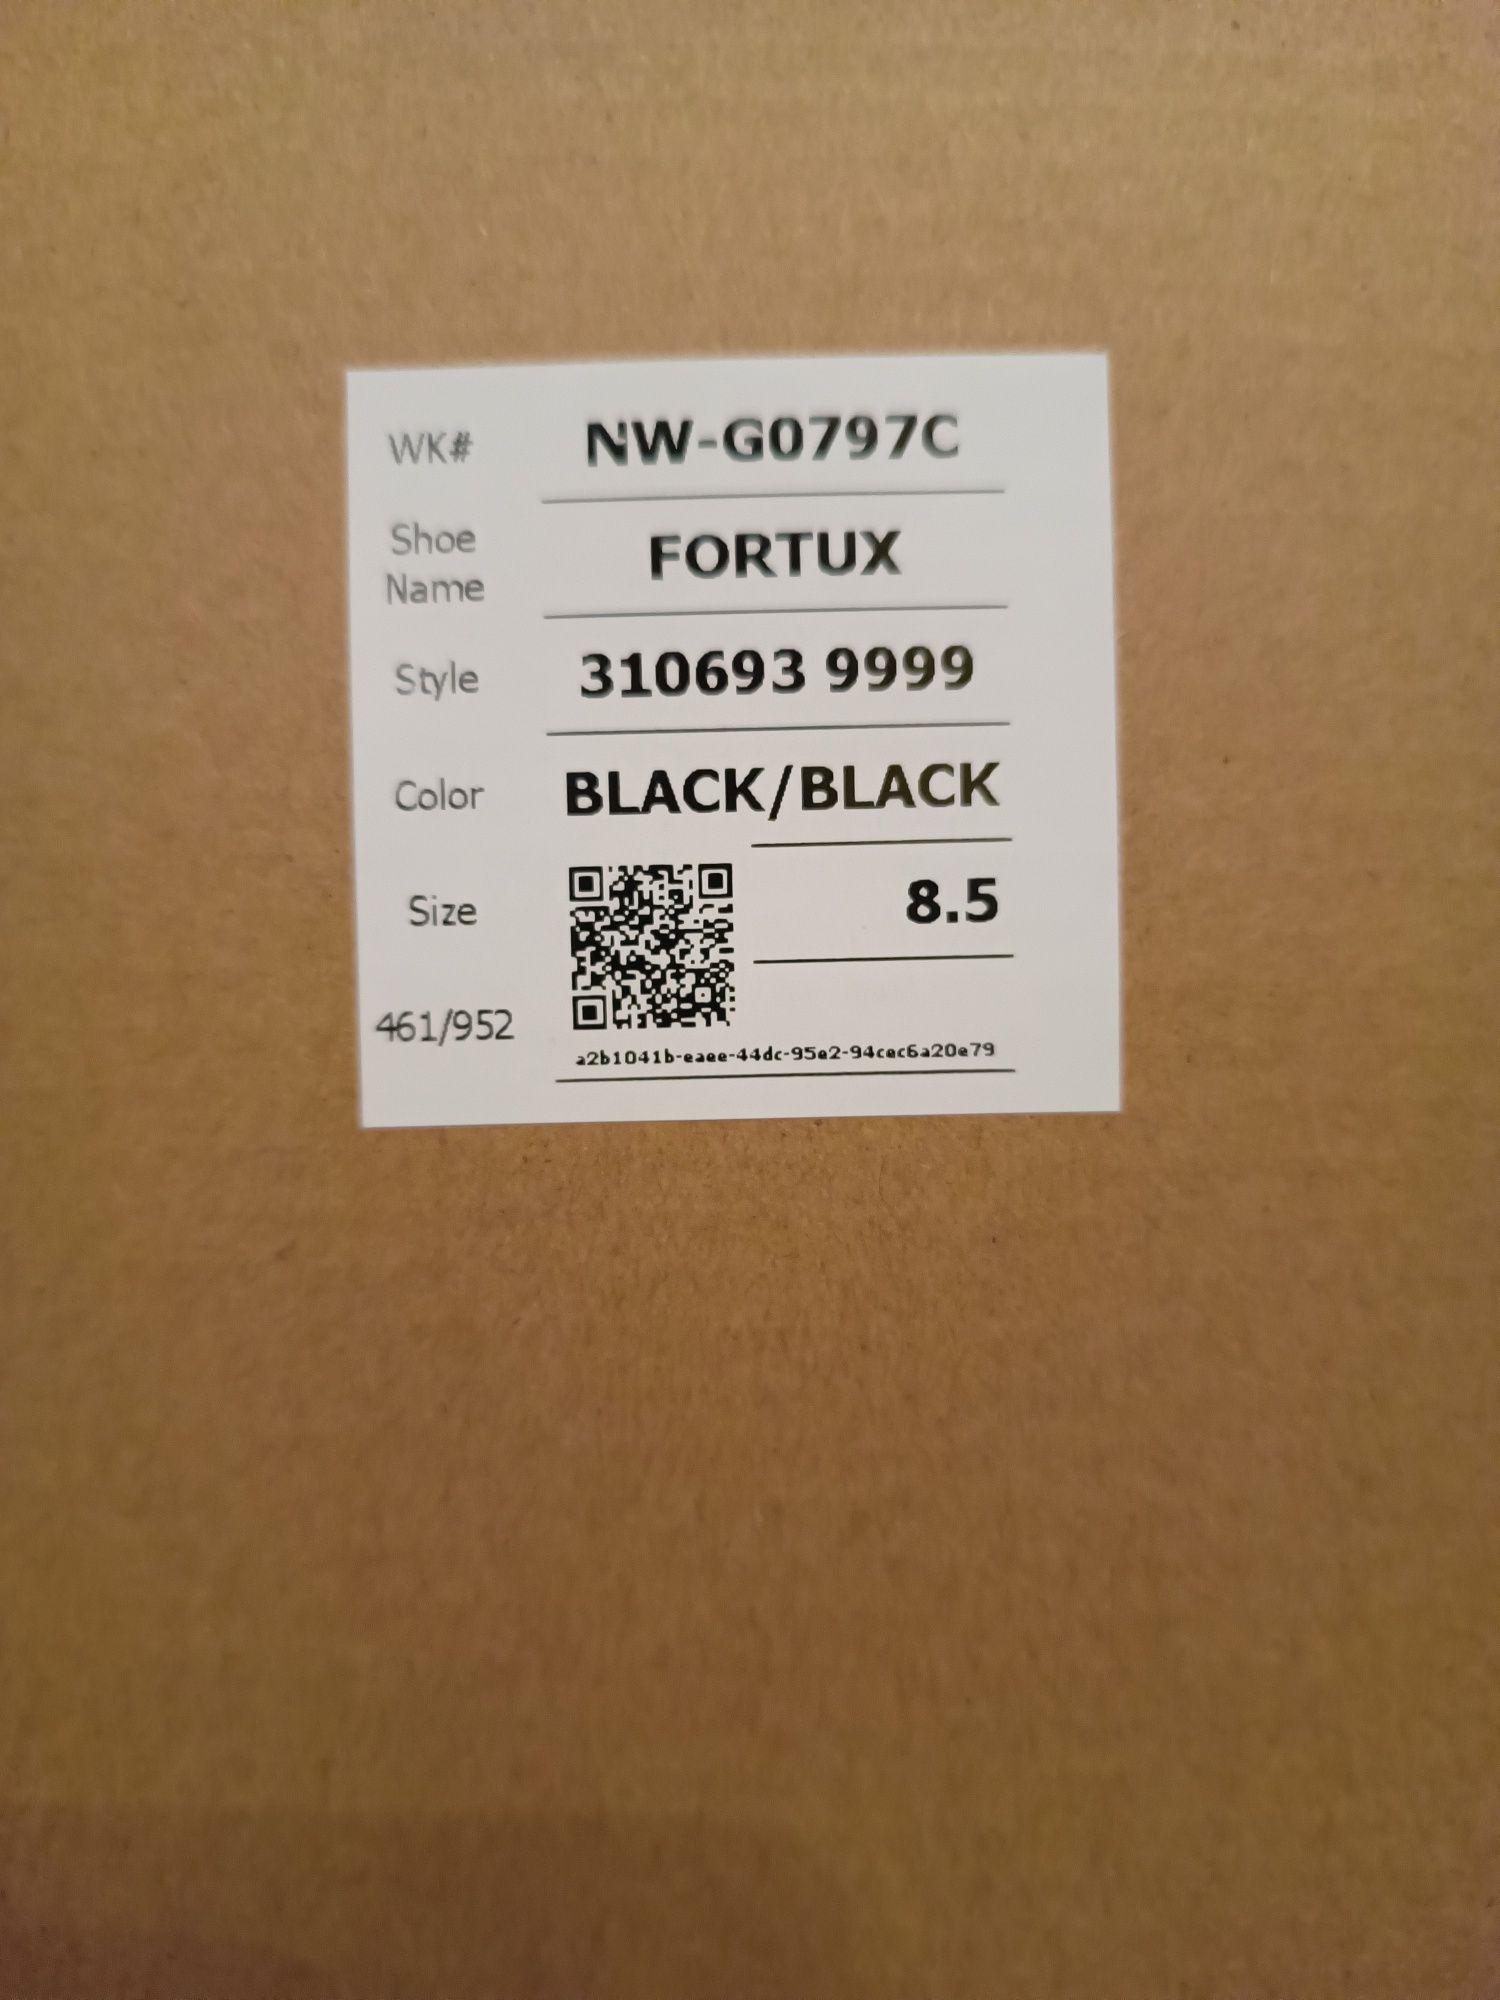 WK# NW-G0797C
Shoe Name FORTUX
Style 310693 9999
Color BLACK/BLACK
Size 8.5
461/952
a2b1041b-eaee-44dc-95e2-94cec6a20e79